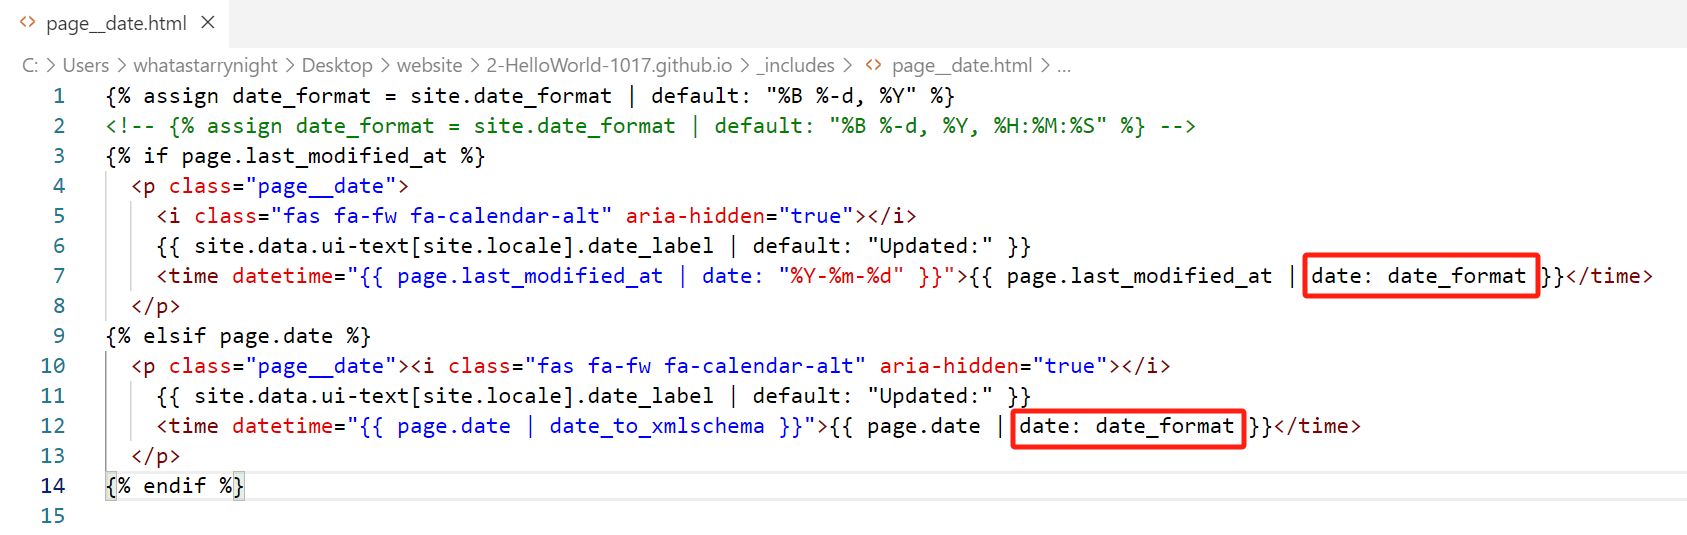 page__date.html
C: > Users > whatastarrynight > Desktop > website > 2-HelloWorld-1017.github.io > _includes > <> page__date.html > ...
1 {% assign date_format = site.date_format | default: "%B %-d, %Y" %}
2 <!-- {% assign date_format = site.date_format | default: "%B %-d, %Y, %H:%M:%S" %} -->
3 {% if page.last_modified_at %}
4   <p class="page__date">
5     <i class="fas fa-fw fa-calendar-alt" aria-hidden="true"></i>
6     {{ site.data.ui-text[site.locale].date_label | default: "Updated:" }}
7     <time datetime="{{ page.last_modified_at | date: "%Y-%m-%d" }}">{{ page.last_modified_at | date: date_format }}</time>
8   </p>
9 {% elsif page.date %}
10   <p class="page__date"><i class="fas fa-fw fa-calendar-alt" aria-hidden="true"></i>
11     {{ site.data.ui-text[site.locale].date_label | default: "Updated:" }}
12     <time datetime="{{ page.date | date_to_xmlschema }}">{{ page.date | date: date_format }}</time>
13   </p>
14 {% endif %}
15